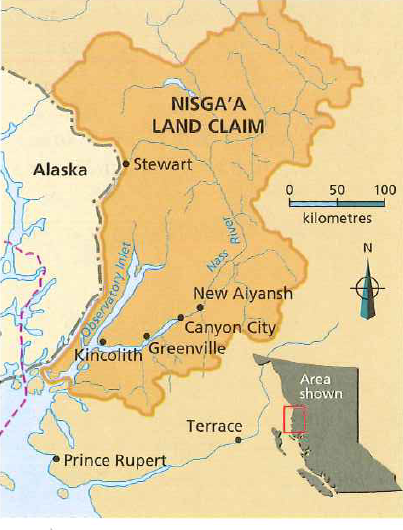 NISGA'A
LAND CLAIM
Alaska
Stewart
0 50 100
kilometres
N
Observatory Inlet
Nass River
New Aiyansh
Canyon City
Kincolith
Greenville
Area
shown
Terrace
Prince Rupert